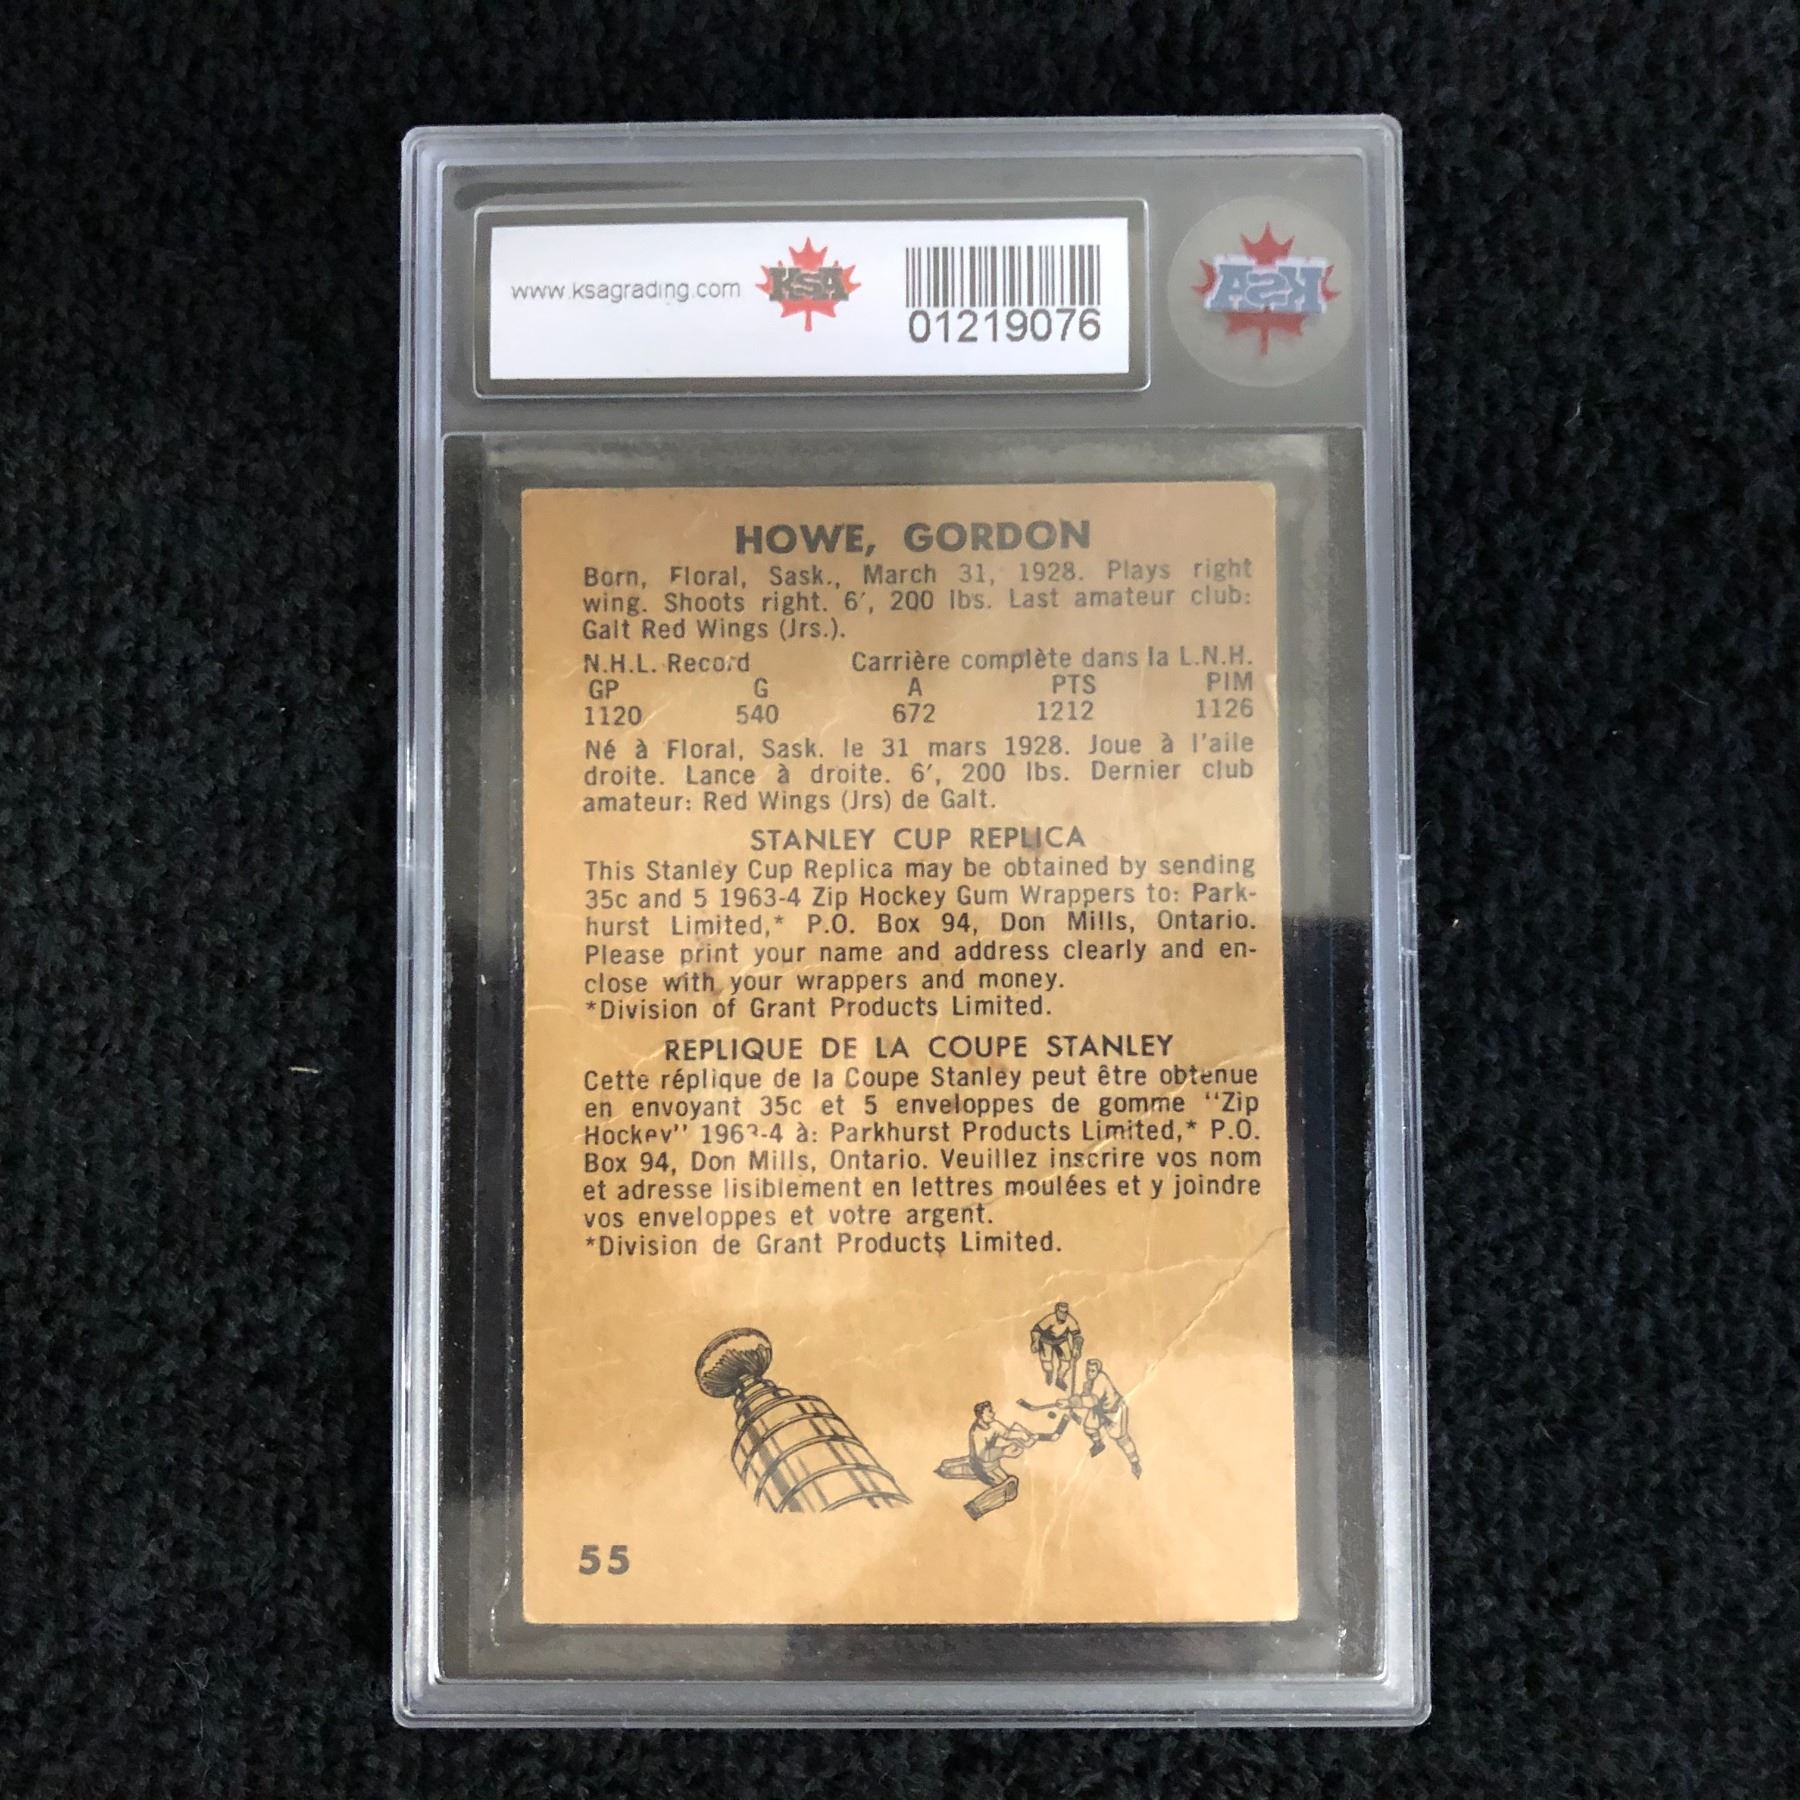 www.ksagrading.com KSA
01219076
KSA
HOWE, GORDON
Born, Floral, Sask., March 31, 1928. Plays right
wing. Shoots right. 6′, 200 lbs. Last amateur club:
Galt Red Wings (Jrs.).
N.H.L. Record Carrière complète dans la L.N.H.
GP G A PTS PIM
1120 540 672 1212 1126
Né à Floral, Sask. le 31 mars 1928. Joue à l'aile
droite. Lance à droite. 6′, 200 lbs. Dernier club
amateur: Red Wings (Jrs) de Galt.
STANLEY CUP REPLICA
This Stanley Cup Replica may be obtained by sending
35c and 5 1963-4 Zip Hockey Gum Wrappers to: Park-
hurst Limited,* P.O. Box 94, Don Mills, Ontario.
Please print your name and address clearly and en-
close with your wrappers and money.
*Division of Grant Products Limited.
REPLIQUE DE LA COUPE STANLEY
Cette réplique de la Coupe Stanley peut être obtenue
en envoyant 35c et 5 enveloppes de gomme "Zip
Hockey" 1963-4 à: Parkhurst Products Limited,* P.O.
Box 94, Don Mills, Ontario. Veuillez inscrire vos nom
et adresse lisiblement en lettres moulées et y joindre
vos enveloppes et votre argent.
*Division de Grant Products Limited.
55